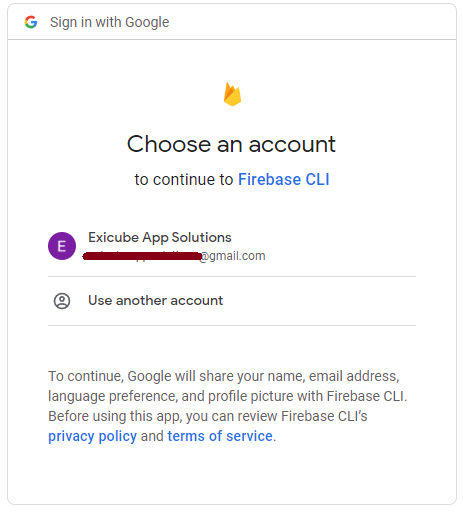 Sign in with Google
Choose an account
to continue to Firebase CLI
E
Exicube App Solutions
@gmail.com
Use another account
To continue, Google will share your name, email address,
language preference, and profile picture with Firebase CLI.
Before using this app, you can review Firebase CLI's
privacy policy and terms of service.